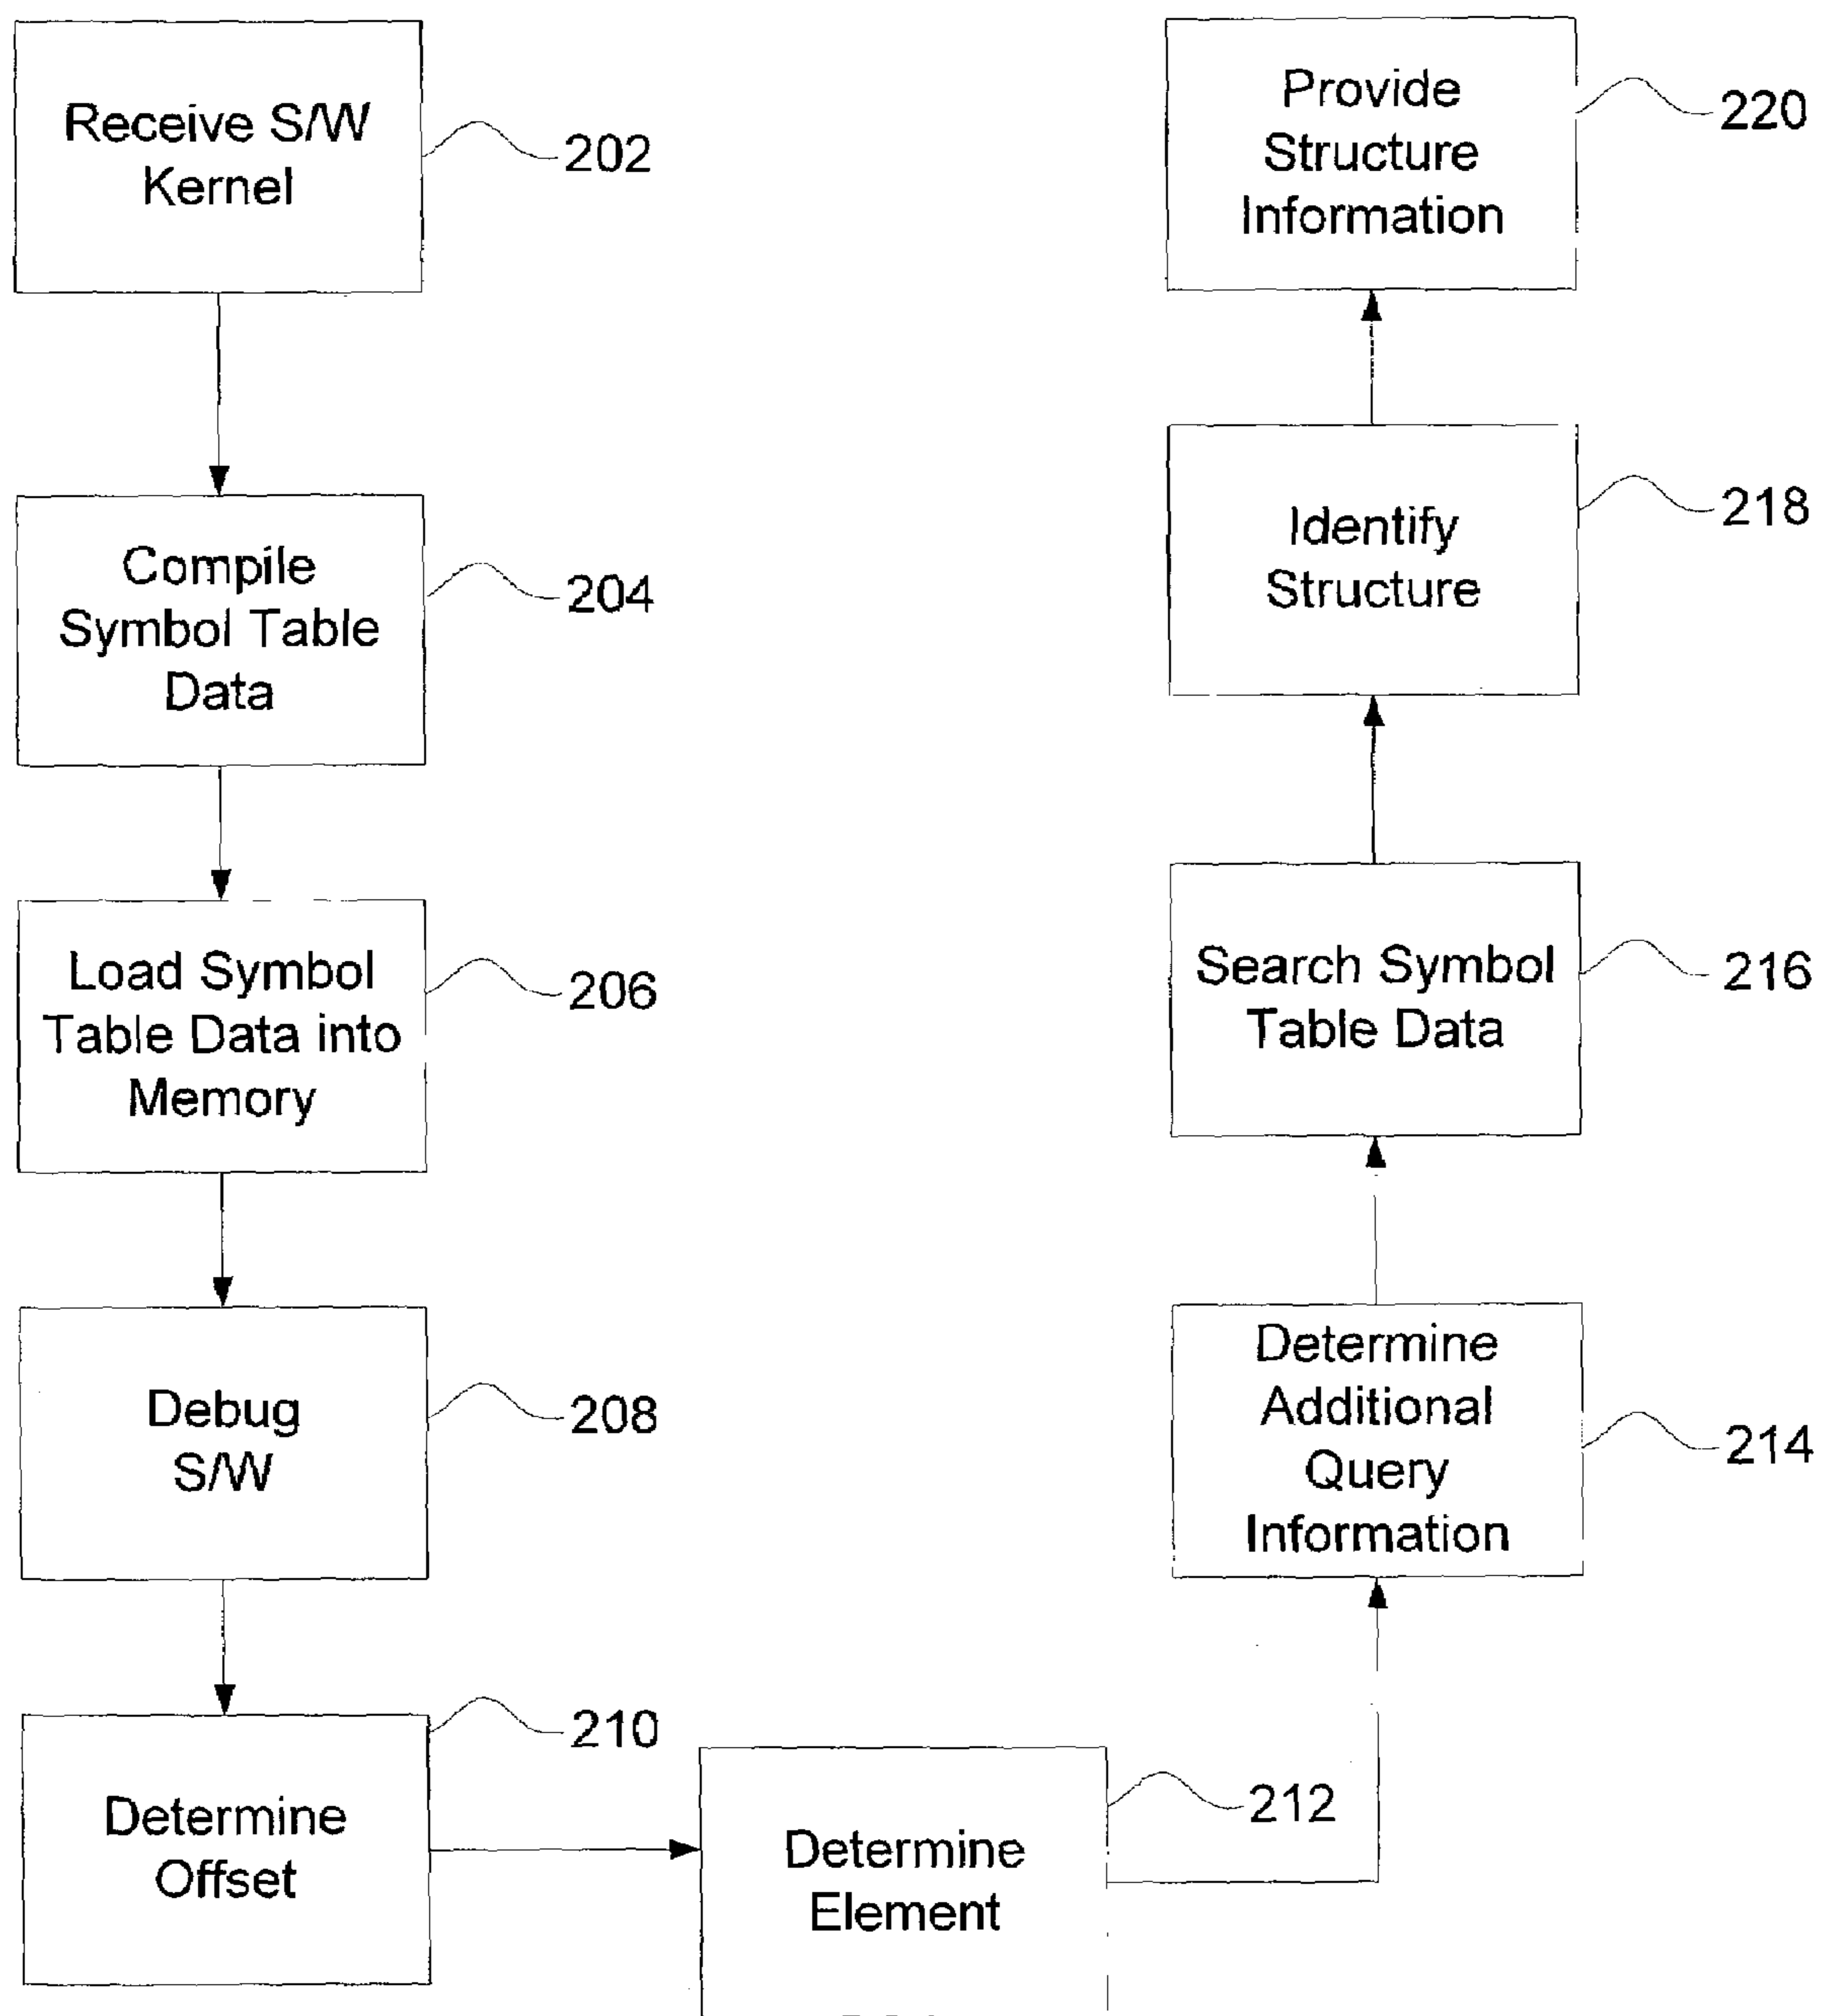 Receive S/W
Kernel
202
Compile
Symbol Table
Data
204
Load Symbol
Table Data into
Memory
206
Debug
S/W
208
Determine
Offset
210
Determine
Element
212
Determine
Additional
Query
Information
214
Search Symbol
Table Data
216
Identify
Structure
218
Provide
Structure
Information
220